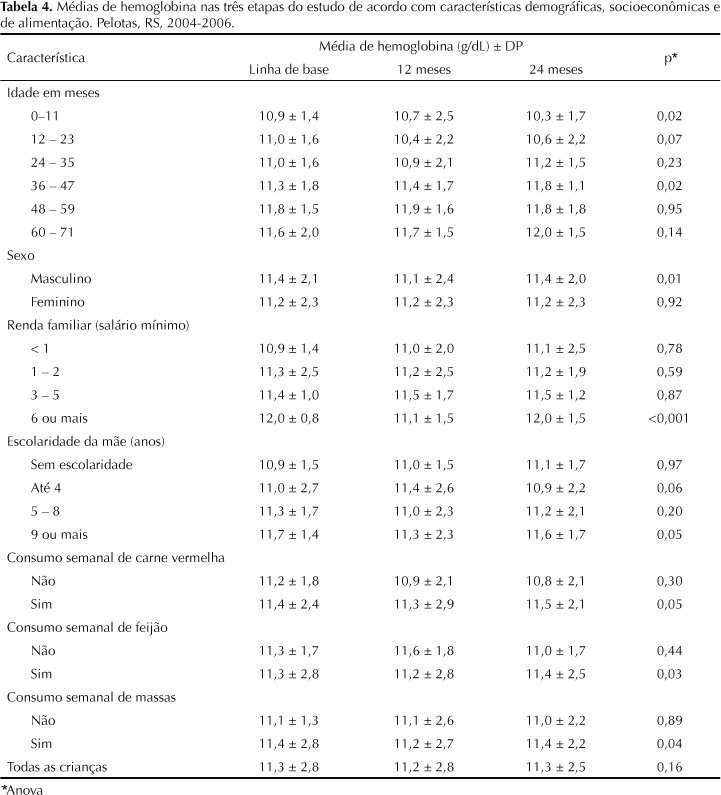 Tabela 4. Médias de hemoglobina nas três etapas do estudo de acordo com características demográficas, socioeconômicas e
de alimentação. Pelotas, RS, 2004-2006.
Característica Média de hemoglobina (g/dL) ± DP p*
Linha de base 12 meses 24 meses
Idade em meses
0–11 10,9 ± 1,4 10,7 ± 2,5 10,3 ± 1,7 0,02
12 – 23 11,0 ± 1,6 10,4 ± 2,2 10,6 ± 2,2 0,07
24 – 35 11,0 ± 1,6 10,9 ± 2,1 11,2 ± 1,5 0,23
36 – 47 11,3 ± 1,8 11,4 ± 1,7 11,8 ± 1,1 0,02
48 – 59 11,8 ± 1,5 11,9 ± 1,6 11,8 ± 1,8 0,95
60 – 71 11,6 ± 2,0 11,7 ± 1,5 12,0 ± 1,5 0,14
Sexo
Masculino 11,4 ± 2,1 11,1 ± 2,4 11,4 ± 2,0 0,01
Feminino 11,2 ± 2,3 11,2 ± 2,3 11,2 ± 2,3 0,92
Renda familiar (salário mínimo)
< 1 10,9 ± 1,4 11,0 ± 2,0 11,1 ± 2,5 0,78
1 – 2 11,3 ± 2,5 11,2 ± 2,5 11,2 ± 1,9 0,59
3 – 5 11,4 ± 1,0 11,5 ± 1,7 11,5 ± 1,2 0,87
6 ou mais 12,0 ± 0,8 11,1 ± 1,5 12,0 ± 1,5 <0,001
Escolaridade da mãe (anos)
Sem escolaridade 10,9 ± 1,5 11,0 ± 1,5 11,1 ± 1,7 0,97
Até 4 11,0 ± 2,7 11,4 ± 2,6 10,9 ± 2,2 0,06
5 – 8 11,3 ± 1,7 11,0 ± 2,3 11,2 ± 2,1 0,20
9 ou mais 11,7 ± 1,4 11,3 ± 2,3 11,6 ± 1,7 0,05
Consumo semanal de carne vermelha
Não 11,2 ± 1,8 10,9 ± 2,1 10,8 ± 2,1 0,30
Sim 11,4 ± 2,4 11,3 ± 2,9 11,5 ± 2,1 0,05
Consumo semanal de feijão
Não 11,3 ± 1,7 11,6 ± 1,8 11,0 ± 1,7 0,44
Sim 11,3 ± 2,8 11,2 ± 2,8 11,4 ± 2,5 0,03
Consumo semanal de massas
Não 11,1 ± 1,3 11,1 ± 2,6 11,0 ± 2,2 0,89
Sim 11,4 ± 2,8 11,2 ± 2,7 11,4 ± 2,2 0,04
Todas as crianças 11,3 ± 2,8 11,2 ± 2,8 11,3 ± 2,5 0,16
*Anova